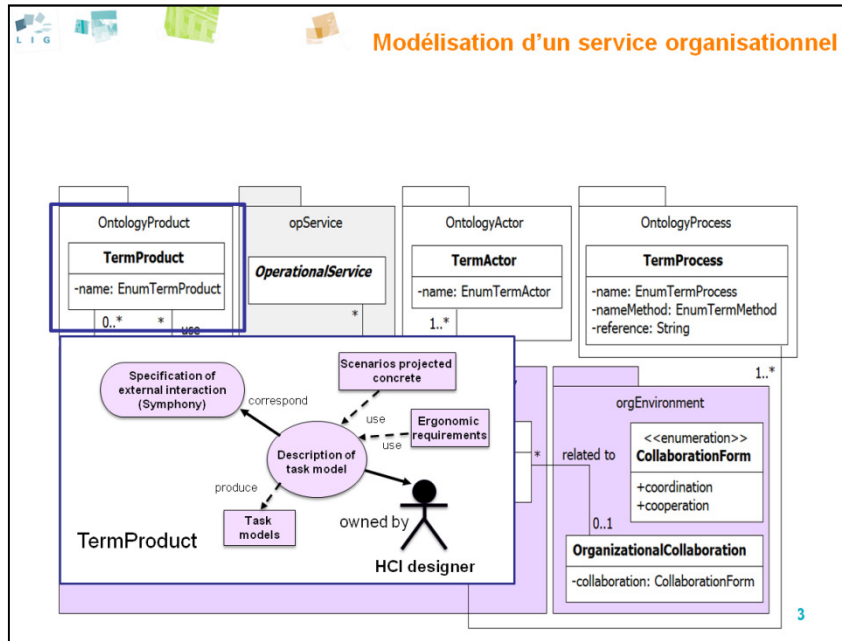 L I G
Modélisation d'un service organisationnel
OntologyProduct
TermProduct
-name: EnumTermProduct
0..*
*
use
opService
OperationalService
*
OntologyActor
TermActor
-name: EnumTermActor
1..*
OntologyProcess
TermProcess
-name: EnumTermProcess
-nameMethod: EnumTermMethod
-reference: String
1..*
Specification of
external interaction
(Symphony)
correspond
Scenarios projected
concrete
use
Ergonomic
requirements
use
Description of
task model
produce
Task
models
owned by
HCI designer
TermProduct
*
related to
0..1
orgEnvironment
<<enumeration>>
CollaborationForm
+coordination
+cooperation
OrganizationalCollaboration
-collaboration: CollaborationForm
3